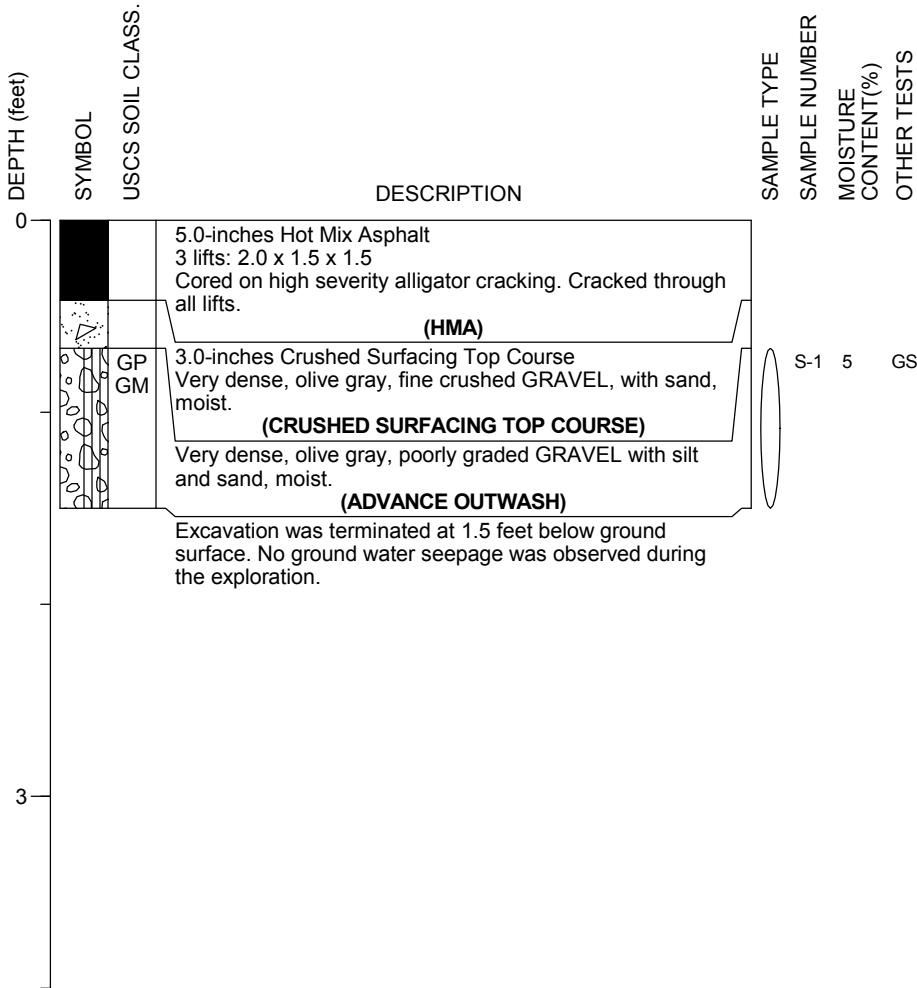 DEPTH (feet)
SYMBOL
USCS SOIL CLASS.
DESCRIPTION
SAMPLE TYPE
SAMPLE NUMBER
MOISTURE
CONTENT(%)
OTHER TESTS
0
5.0-inches Hot Mix Asphalt
3 lifts: 2.0 x 1.5 x 1.5
Cored on high severity alligator cracking. Cracked through
all lifts.
(HMA)
GP
GM
3.0-inches Crushed Surfacing Top Course
Very dense, olive gray, fine crushed GRAVEL, with sand,
moist.
(CRUSHED SURFACING TOP COURSE)
S-1 5 GS
Very dense, olive gray, poorly graded GRAVEL with silt
and sand, moist.
(ADVANCE OUTWASH)
Excavation was terminated at 1.5 feet below ground
surface. No ground water seepage was observed during
the exploration.
3